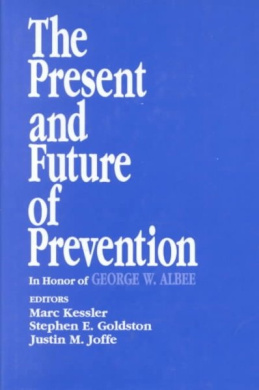 The
Present
and
Future
of
Prevention
In Honor of GEORGE W. ALBEE
EDITORS
Marc Kessler
Stephen E. Goldston
Justin M. Joffe